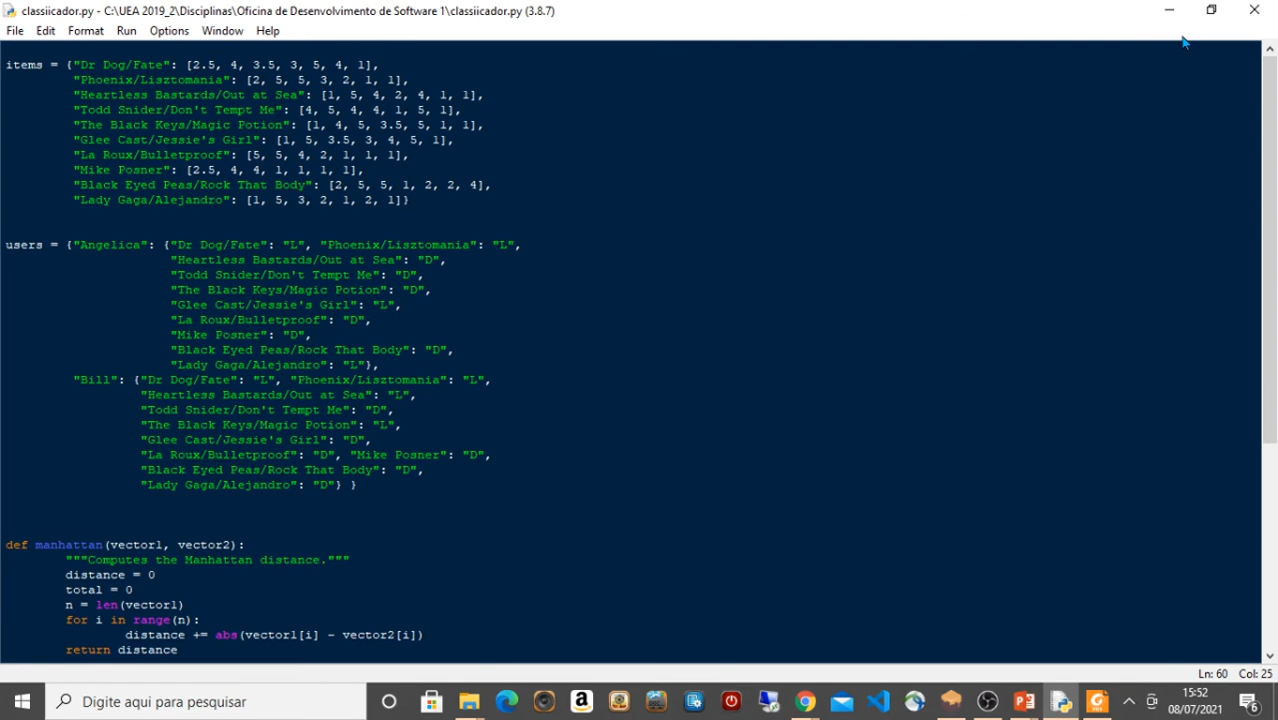 classiicador.py - C:\UEA 2019_2\Disciplinas\Oficina de Desenvolvimento de Software 1\classiicador.py (3.8.7)
File Edit Format Run Options Window Help
items = {"Dr Dog/Fate": [2.5, 4, 3.5, 3, 5, 4, 1],
"Phoenix/Lisztomania": [2, 5, 5, 3, 2, 1, 1],
"Heartless Bastards/Out at Sea": [1, 5, 4, 2, 4, 1, 1],
"Todd Snider/Don't Tempt Me": [4, 5, 4, 4, 1, 5, 1],
"The Black Keys/Magic Potion": [1, 4, 5, 3.5, 5, 1, 1],
"Glee Cast/Jessie's Girl": [1, 5, 3.5, 3, 4, 5, 1],
"La Roux/Bulletproof": [5, 5, 4, 2, 1, 1, 1],
"Mike Posner": [2.5, 4, 4, 1, 1, 1, 1],
"Black Eyed Peas/Rock That Body": [2, 5, 5, 1, 2, 2, 4],
"Lady Gaga/Alejandro": [1, 5, 3, 2, 1, 2, 1]}
users = {"Angelica": {"Dr Dog/Fate": "L", "Phoenix/Lisztomania": "L",
"Heartless Bastards/Out at Sea": "D",
"Todd Snider/Don't Tempt Me": "D",
"The Black Keys/Magic Potion": "D",
"Glee Cast/Jessie's Girl": "L",
"La Roux/Bulletproof": "D",
"Mike Posner": "D",
"Black Eyed Peas/Rock That Body": "D",
"Lady Gaga/Alejandro": "L"},
"Bill": {"Dr Dog/Fate": "L", "Phoenix/Lisztomania": "L",
"Heartless Bastards/Out at Sea": "L",
"Todd Snider/Don't Tempt Me": "D",
"The Black Keys/Magic Potion": "L",
"Glee Cast/Jessie's Girl": "D",
"La Roux/Bulletproof": "D", "Mike Posner": "D",
"Black Eyed Peas/Rock That Body": "D",
"Lady Gaga/Alejandro": "D"} }
def manhattan(vector1, vector2):
"""Computes the Manhattan distance."""
distance = 0
total = 0
n = len(vector1)
for i in range(n):
distance += abs(vector1[i] - vector2[i])
return distance
Ln: 60 Col: 25
Digite aqui para pesquisar
15:52
08/07/2021
6